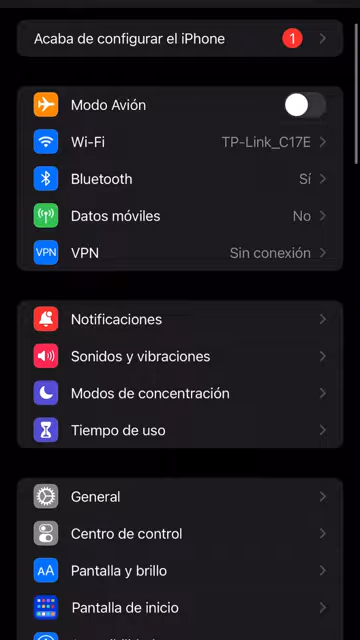 Acaba de configurar el iPhone 1
Modo Avión
Wi-Fi TP-Link_C17E
Bluetooth Sí
Datos móviles No
VPN VPN Sin conexión
Notificaciones
Sonidos y vibraciones
Modos de concentración
Tiempo de uso
General
Centro de control
AA Pantalla y brillo
Pantalla de inicio